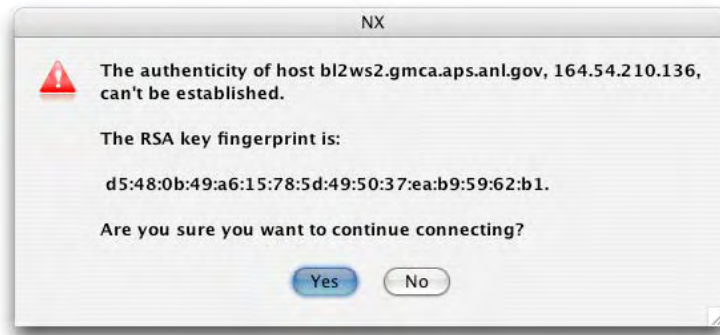 NX
The authenticity of host bl2ws2.gmca.aps.anl.gov, 164.54.210.136,
can't be established.
The RSA key fingerprint is:
d5:48:0b:49:a6:15:78:5d:49:50:37:ea:b9:59:62:b1.
Are you sure you want to continue connecting?
Yes No